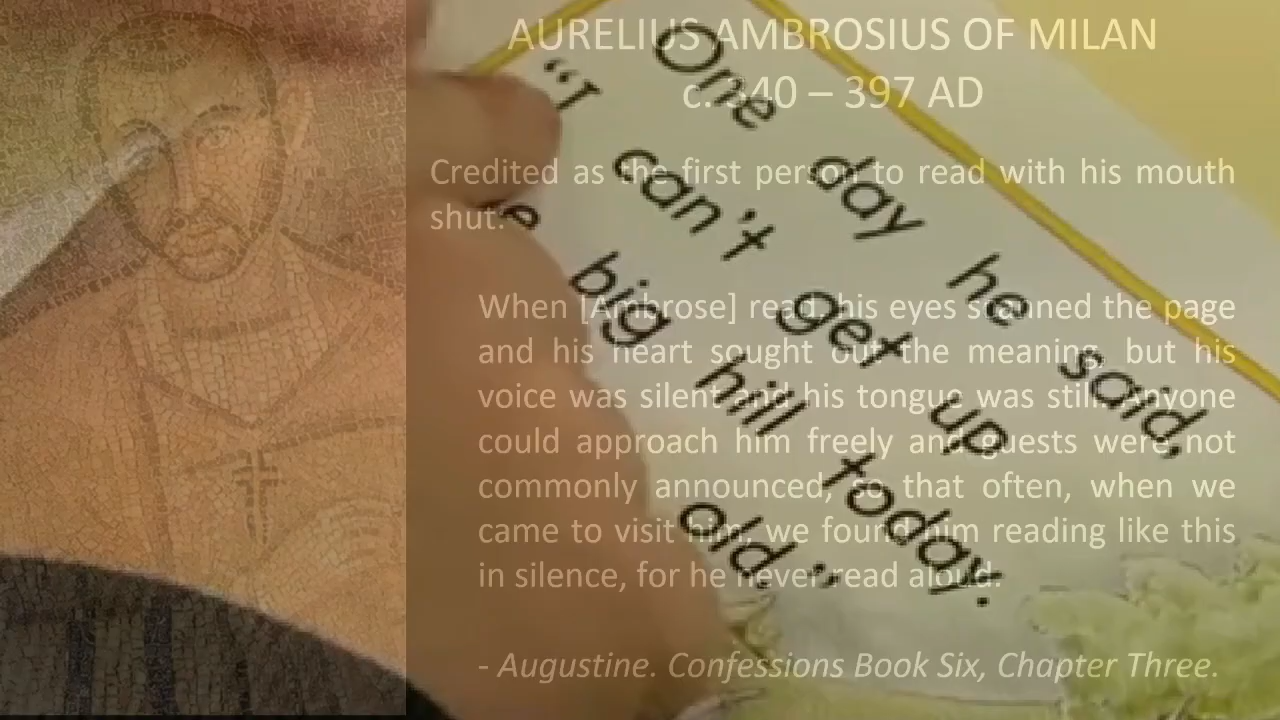 AURELIUS AMBROSIUS OF MILAN
c. 340 – 397 AD
Credited as the first person to read with his mouth
shut.
When [Ambrose] read his eyes scanned the page
and his heart sought out the meaning, but his
voice was silent and his tongue was still. Anyone
could approach him freely and guests were not
commonly announced, so that often, when we
came to visit him, we found him reading like this
in silence, for he never read aloud.
- Augustine. Confessions Book Six, Chapter Three.
One day he said,
“I can't get up
big hill today.
old.”